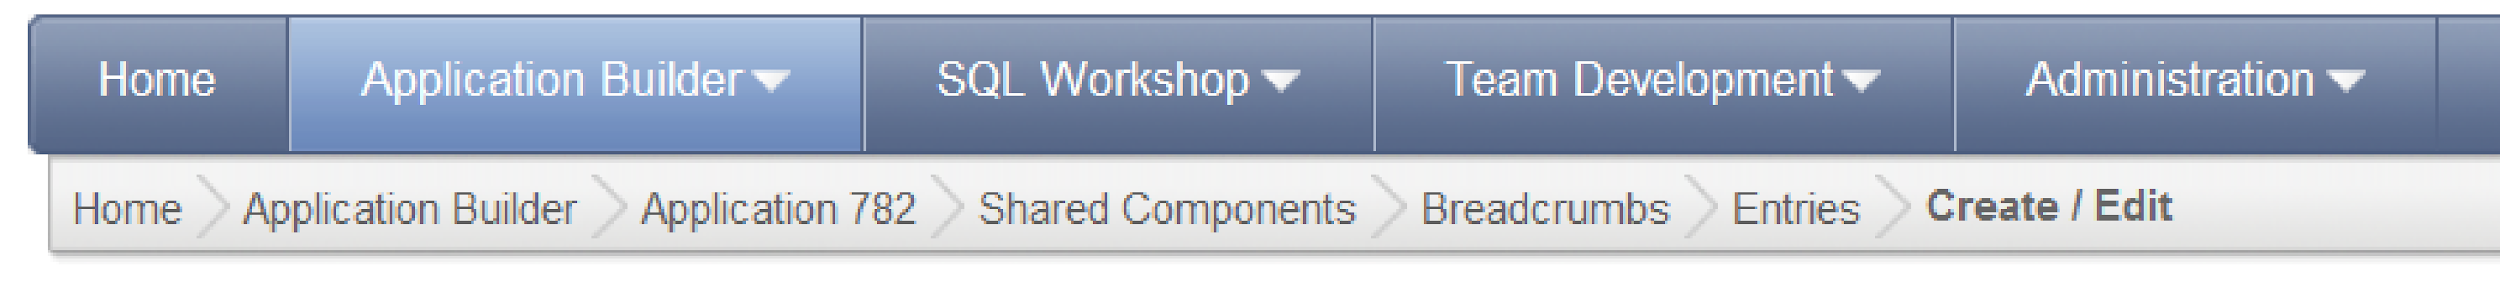 Home Application Builder SQL Workshop Team Development Administration
Home Application Builder Application 782 Shared Components Breadcrumbs Entries Create / Edit